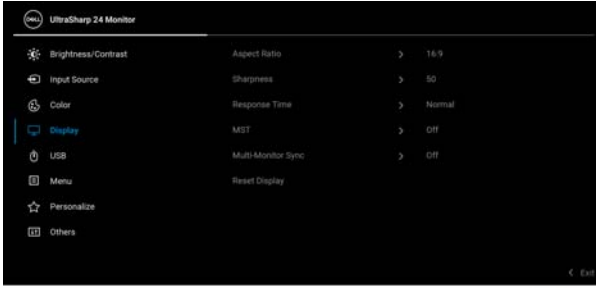 DELL UltraSharp 24 Monitor
Brightness/Contrast Aspect Ratio > 16:9
Input Source Sharpness > 50
Color Response Time > Normal
Display MST > Off
USB Multi-Monitor Sync > Off
Menu Reset Display
Personalize
Others
< Exit